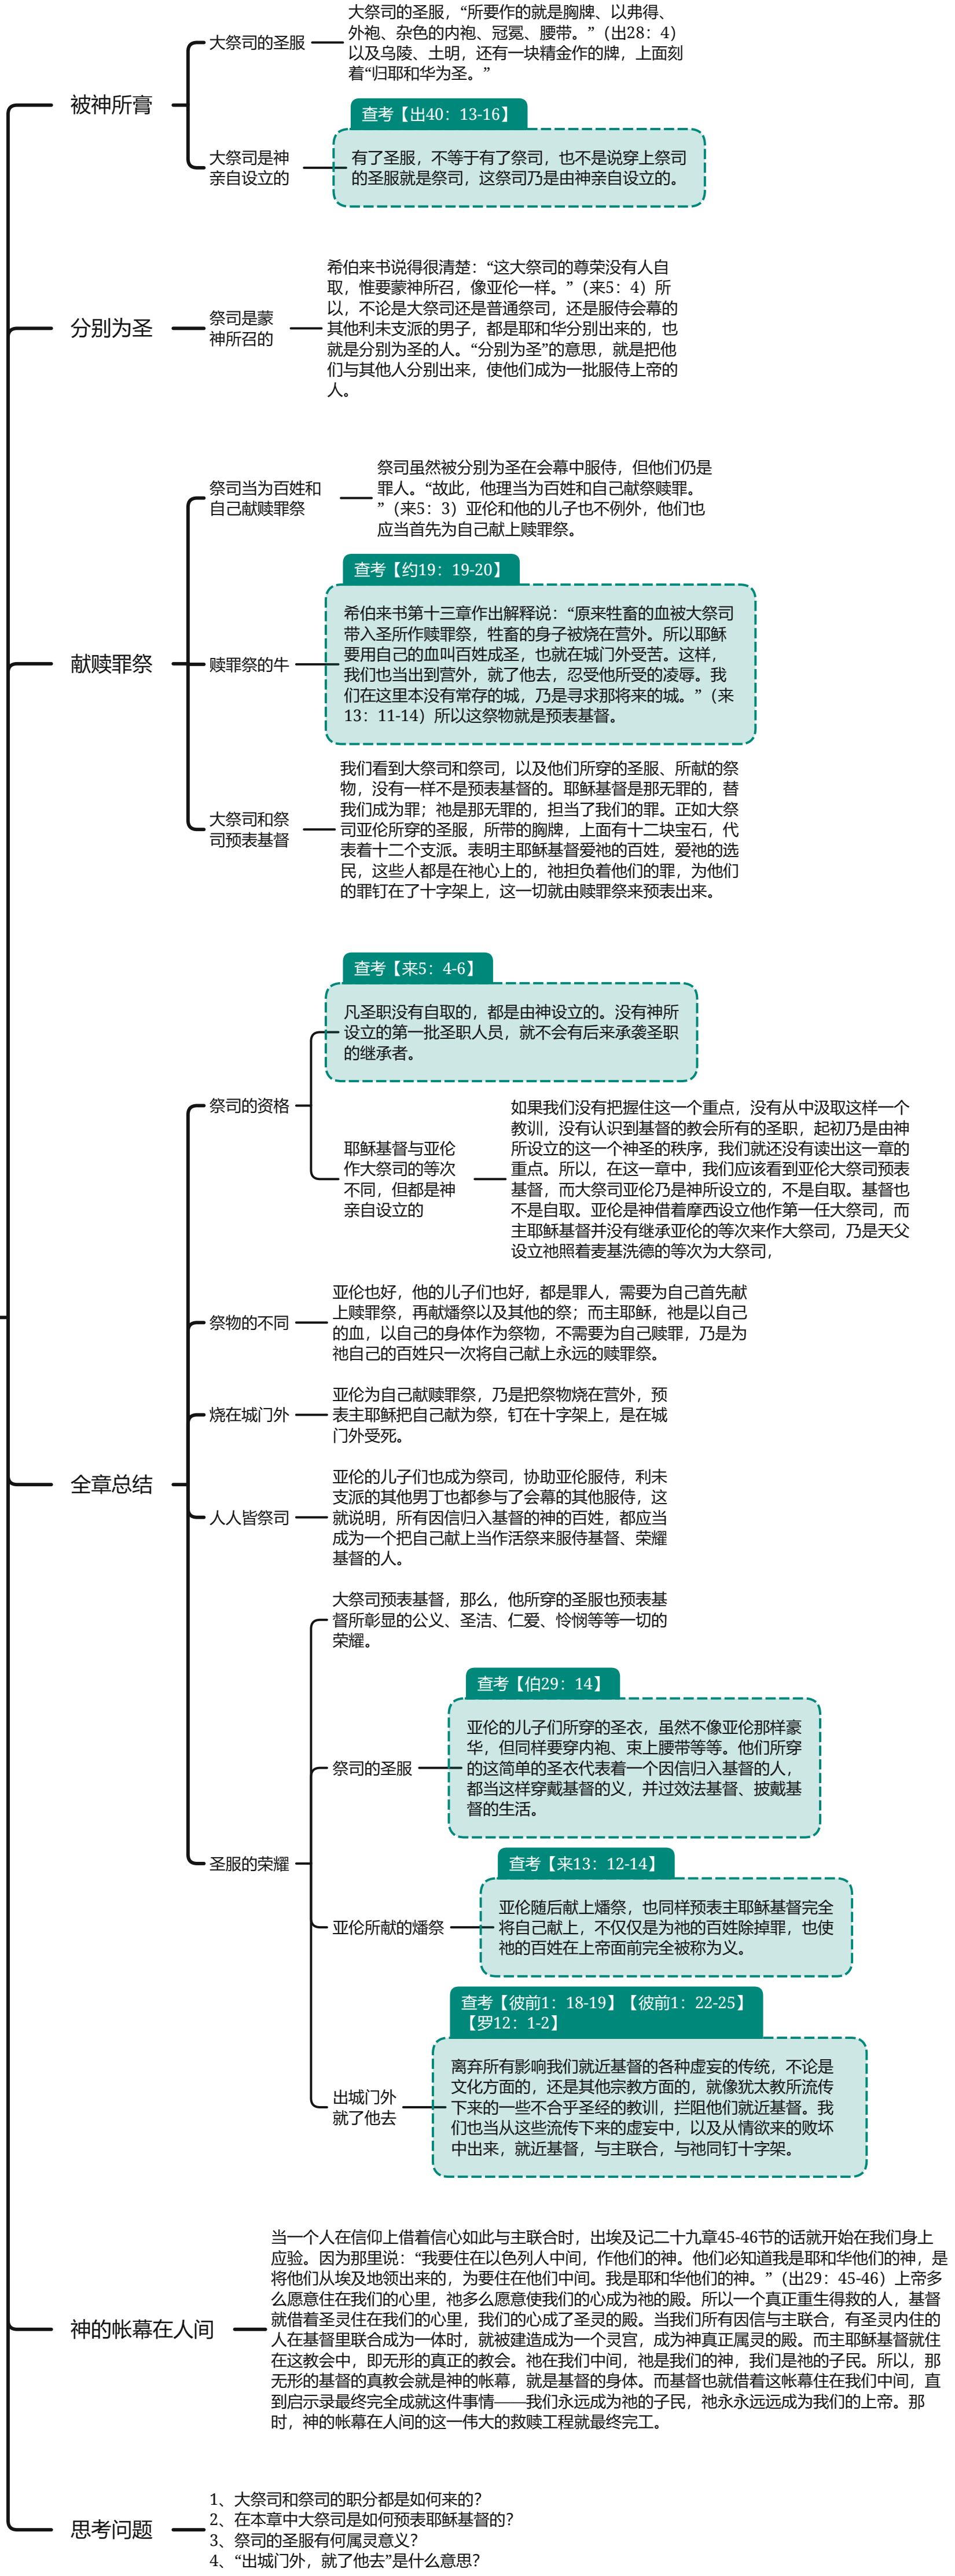 被神所膏
大祭司的圣服
大祭司的圣服，“所要作的就是胸牌、以弗得、
外袍、杂色的内袍、冠冕、腰带。”（出28：4）
以及乌陵、土明，还有一块精金作的牌，上面刻
着“归耶和华为圣。”
大祭司是神
亲自设立的
查考【出40：13-16】
有了圣服，不等于有了祭司，也不是说穿上祭司
的圣服就是祭司，这祭司乃是由神亲自设立的。
分别为圣
祭司是蒙
神所召的
希伯来书说得很清楚：“这大祭司的尊荣没有人自
取，惟要蒙神所召，像亚伦一样。”（来5：4）所
以，不论是大祭司还是普通祭司，还是服侍会幕的
其他利未支派的男子，都是耶和华分别出来的，也
就是分别为圣的人。“分别为圣”的意思，就是把他
们与其他人分别出来，使他们成为一批服侍上帝的
人。
献赎罪祭
祭司当为百姓和
自己献赎罪祭
祭司虽然被分别为圣在会幕中服侍，但他们仍是
罪人。“故此，他理当为百姓和自己献祭赎罪。
”（来5：3）亚伦和他的儿子也不例外，他们也
应当首先为自己献上赎罪祭。
赎罪祭的牛
查考【约19：19-20】
希伯来书第十三章作出解释说：“原来牲畜的血被大祭司
带入圣所作赎罪祭，牲畜的身子被烧在营外。所以耶稣
要用自己的血叫百姓成圣，也就在城门外受苦。这样，
我们也当出到营外，就了他去，忍受他所受的凌辱。我
们在这里本没有常存的城，乃是寻求那将来的城。”（来
13：11-14）所以这祭物就是预表基督。
大祭司和祭
司预表基督
我们看到大祭司和祭司，以及他们所穿的圣服、所献的祭
物，没有一样不是预表基督的。耶稣基督是那无罪的，替
我们成为罪；祂是那无罪的，担当了我们的罪。正如大祭
司亚伦所穿的圣服，所带的胸牌，上面有十二块宝石，代
表着十二个支派。表明主耶稣基督爱祂的百姓，爱祂的选
民，这些人都是在祂心上的，祂担负着他们的罪，为他们
的罪钉在了十字架上，这一切就由赎罪祭来预表出来。
全章总结
祭司的资格
查考【来5：4-6】
凡圣职没有自取的，都是由神设立的。没有神所
设立的第一批圣职人员，就不会有后来承袭圣职
的继承者。
耶稣基督与亚伦
作大祭司的等次
不同，但都是神
亲自设立的
如果我们没有把握住这一个重点，没有从中汲取这样一个
教训，没有认识到基督的教会所有的圣职，起初乃是由神
所设立的这一个神圣的秩序，我们就还没有读出这一章的
重点。所以，在这一章中，我们应该看到亚伦大祭司预表
基督，而大祭司亚伦乃是神所设立的，不是自取。基督也
不是自取。亚伦是神借着摩西设立他作第一任大祭司，而
主耶稣基督并没有继承亚伦的等次来作大祭司，乃是天父
设立祂照着麦基洗德的等次为大祭司，
祭物的不同
亚伦也好，他的儿子们也好，都是罪人，需要为自己首先献
上赎罪祭，再献燔祭以及其他的祭；而主耶稣，祂是以自己
的血，以自己的身体作为祭物，不需要为自己赎罪，乃是为
祂自己的百姓只一次将自己献上永远的赎罪祭。
烧在城门外
亚伦为自己献赎罪祭，乃是把祭物烧在营外，预
表主耶稣把自己献为祭，钉在十字架上，是在城
门外受死。
人人皆祭司
亚伦的儿子们也成为祭司，协助亚伦服侍，利未
支派的其他男丁也都参与了会幕的其他服侍，这
就说明，所有因信归入基督的神的百姓，都应当
成为一个把自己献上当作活祭来服侍基督、荣耀
基督的人。
圣服的荣耀
大祭司预表基督，那么，他所穿的圣服也预表基
督所彰显的公义、圣洁、仁爱、怜悯等等一切的
荣耀。
祭司的圣服
查考【伯29：14】
亚伦的儿子们所穿的圣衣，虽然不像亚伦那样豪
华，但同样要穿内袍、束上腰带等等。他们所穿
的这简单的圣衣代表着一个因信归入基督的人，
都当这样穿戴基督的义，并过效法基督、披戴基
督的生活。
亚伦所献的燔祭
查考【来13：12-14】
亚伦随后献上燔祭，也同样预表主耶稣基督完全
将自己献上，不仅仅是为祂的百姓除掉罪，也使
祂的百姓在上帝面前完全被称为义。
出城门外
就了他去
查考【彼前1：18-19】【彼前1：22-25】
【罗12：1-2】
离弃所有影响我们就近基督的各种虚妄的传统，不论是
文化方面的，还是其他宗教方面的，就像犹太教所流传
下来的一些不合乎圣经的教训，拦阻他们就近基督。我
们也当从这些流传下来的虚妄中，以及从情欲来的败坏
中出来，就近基督，与主联合，与祂同钉十字架。
神的帐幕在人间
当一个人在信仰上借着信心如此与主联合时，出埃及记二十九章45-46节的话就开始在我们身上
应验。因为那里说：“我要住在以色列人中间，作他们的神。他们必知道我是耶和华他们的神，是
将他们从埃及地领出来的，为要住在他们中间。我是耶和华他们的神。”（出29：45-46）上帝多
么愿意住在我们的心里，祂多么愿意使我们的心成为祂的殿。所以一个真正重生得救的人，基督
就借着圣灵住在我们的心里，我们的心成了圣灵的殿。当我们所有因信与主联合，有圣灵内住的
人在基督里联合成为一体时，就被建造成为一个灵宫，成为神真正属灵的殿。而主耶稣基督就住
在这教会中，即无形的真正的教会。祂在我们中间，祂是我们的神，我们是祂的子民。所以，那
无形的基督的真教会就是神的帐幕，就是基督的身体。而基督也就借着这帐幕住在我们中间，直
到启示录最终完全成就这件事情——我们永远成为祂的子民，祂永永远远成为我们的上帝。那
时，神的帐幕在人间的这一伟大的救赎工程就最终完工。
思考问题
1、大祭司和祭司的职分都是如何来的？
2、在本章中大祭司是如何预表耶稣基督的？
3、祭司的圣服有何属灵意义？
4、“出城门外，就了他去”是什么意思？